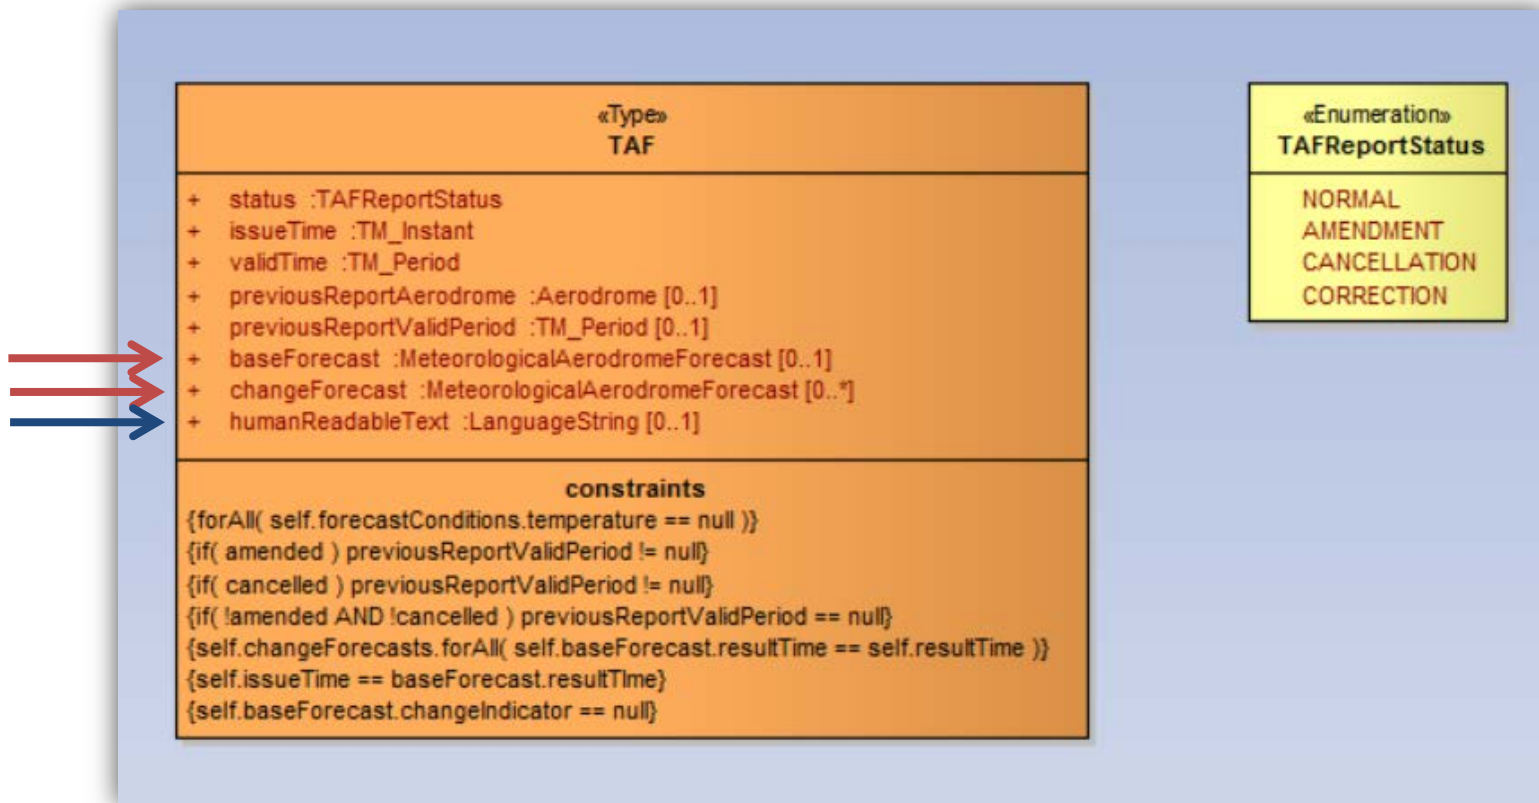 «Type»
TAF
+ status :TAFReportStatus
+ issueTime :TM_Instant
+ validTime :TM_Period
+ previousReportAerodrome :Aerodrome [0..1]
+ previousReportValidPeriod :TM_Period [0..1]
+ baseForecast :MeteorologicalAerodromeForecast [0..1]
+ changeForecast :MeteorologicalAerodromeForecast [0..*]
+ humanReadableText :LanguageString [0..1]
constraints
{forAll( self.forecastConditions.temperature == null )}
{if( amended ) previousReportValidPeriod != null}
{if( cancelled ) previousReportValidPeriod != null}
{if( !amended AND !cancelled ) previousReportValidPeriod == null}
{self.changeForecasts.forAll( self.baseForecast.resultTime == self.resultTime )}
{self.issueTime == baseForecast.resultTIme}
{self.baseForecast.changeIndicator == null}
«Enumeration»
TAFReportStatus
NORMAL
AMENDMENT
CANCELLATION
CORRECTION